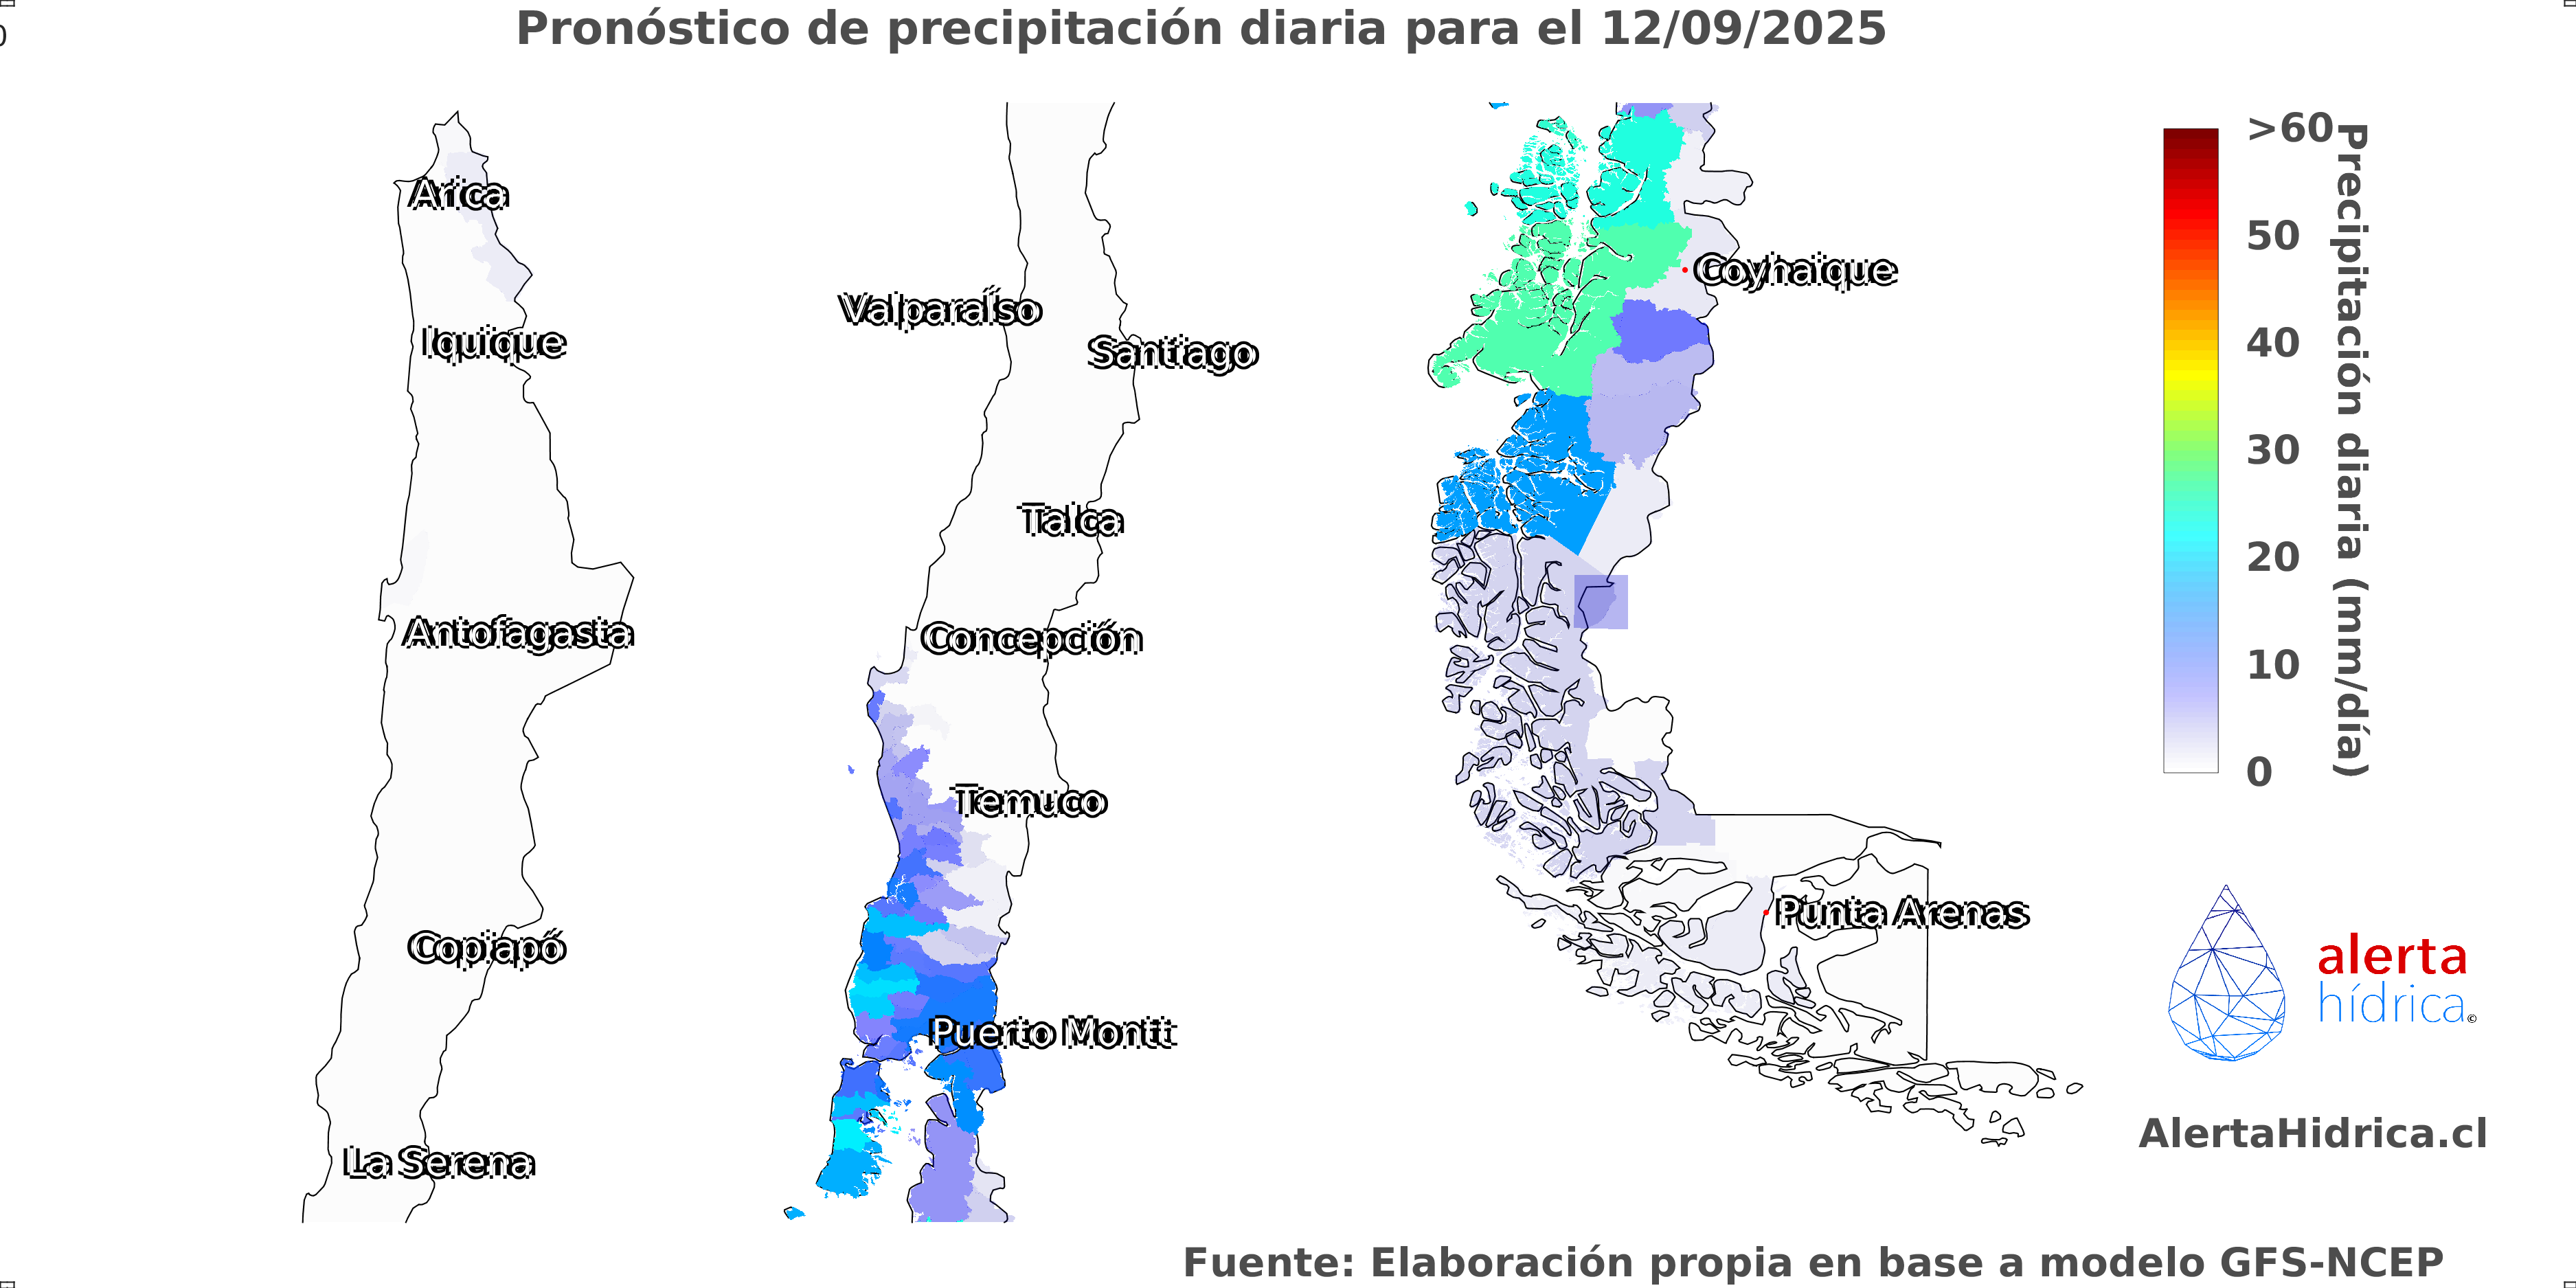 Pronóstico de precipitación diaria para el 12/09/2025
0
Arica
Iquique
Antofagasta
Copiapó
La Serena
Valparaíso
Santiago
Talca
Concepción
Temuco
Puerto Montt
Coyhaique
Punta Arenas
>60
50
40
30
20
10
0
Precipitación diaria (mm/día)
alerta
hídrica©
AlertaHidrica.cl
Fuente: Elaboración propia en base a modelo GFS-NCEP